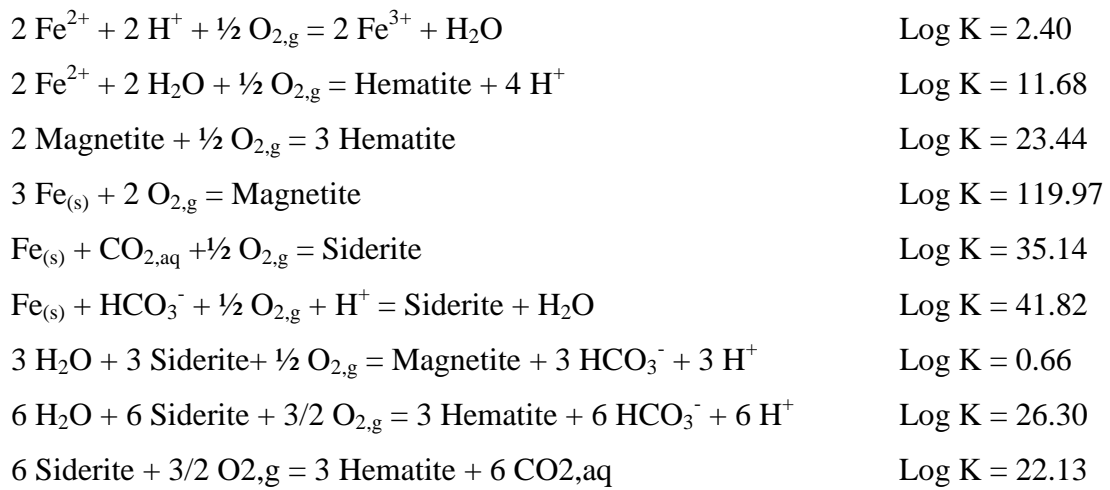 2 Fe²⁺ + 2 H⁺ + ½ O₂,g = 2 Fe³⁺ + H₂O Log K = 2.40
2 Fe²⁺ + 2 H₂O + ½ O₂,g = Hematite + 4 H⁺ Log K = 11.68
2 Magnetite + ½ O₂,g = 3 Hematite Log K = 23.44
3 Fe₍ₛ₎ + 2 O₂,g = Magnetite Log K = 119.97
Fe₍ₛ₎ + CO₂,aq +½ O₂,g = Siderite Log K = 35.14
Fe₍ₛ₎ + HCO₃⁻ + ½ O₂,g + H⁺ = Siderite + H₂O Log K = 41.82
3 H₂O + 3 Siderite+ ½ O₂,g = Magnetite + 3 HCO₃⁻ + 3 H⁺ Log K = 0.66
6 H₂O + 6 Siderite + 3/2 O₂,g = 3 Hematite + 6 HCO₃⁻ + 6 H⁺ Log K = 26.30
6 Siderite + 3/2 O2,g = 3 Hematite + 6 CO2,aq Log K = 22.13